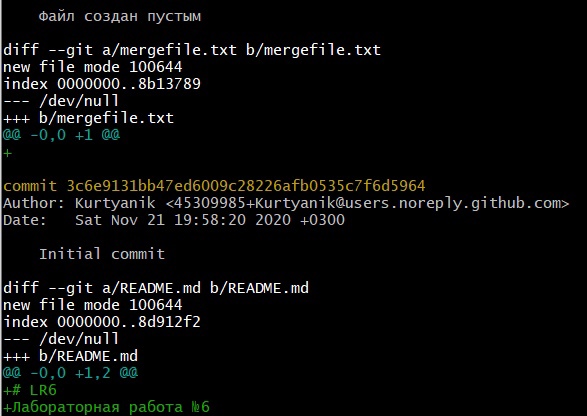 Файл создан пустым
diff --git a/mergefile.txt b/mergefile.txt
new file mode 100644
index 0000000..8b13789
--- /dev/null
+++ b/mergefile.txt
@@ -0,0 +1 @@
+
commit 3c6e9131bb47ed6009c28226afb0535c7f6d5964
Author: Kurtyanik <45309985+Kurtyanik@users.noreply.github.com>
Date:   Sat Nov 21 19:58:20 2020 +0300
Initial commit
diff --git a/README.md b/README.md
new file mode 100644
index 0000000..8d912f2
--- /dev/null
+++ b/README.md
@@ -0,0 +1,2 @@
+# LR6
+Лабораторная работа №6